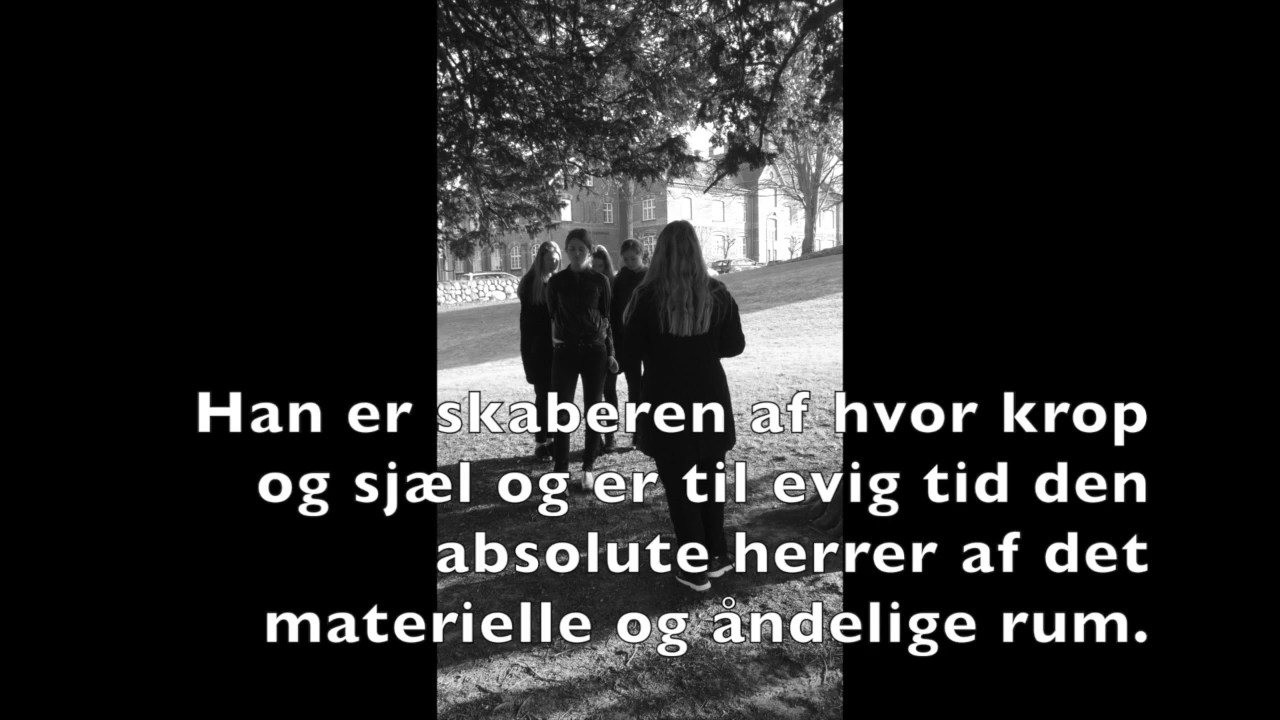 Han er skaberen af hvor krop
og sjæl og er til evig tid den
absolute herrer af det
materielle og åndelige rum.